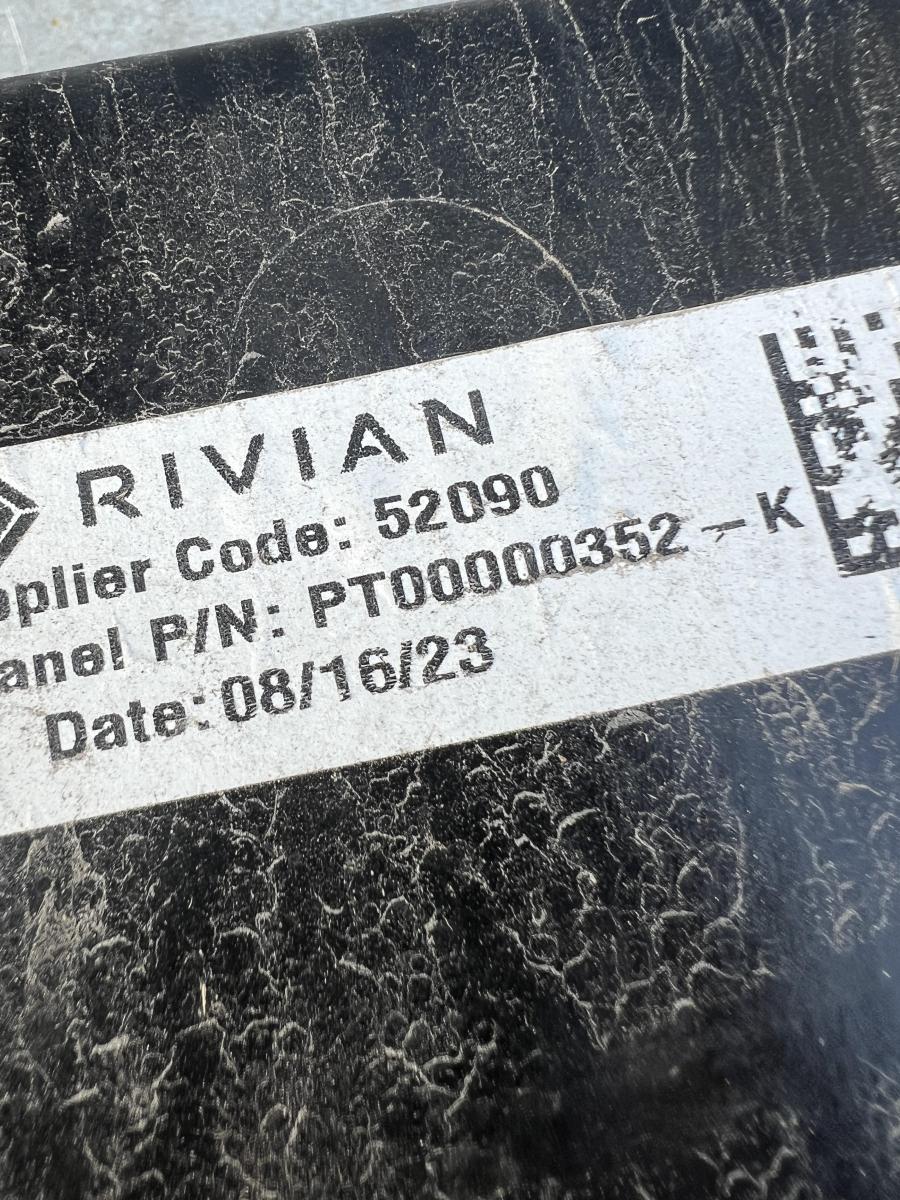 RIVIAN
pplier Code: 52090
anel P/N: PT00000352 - K
Date: 08/16/23